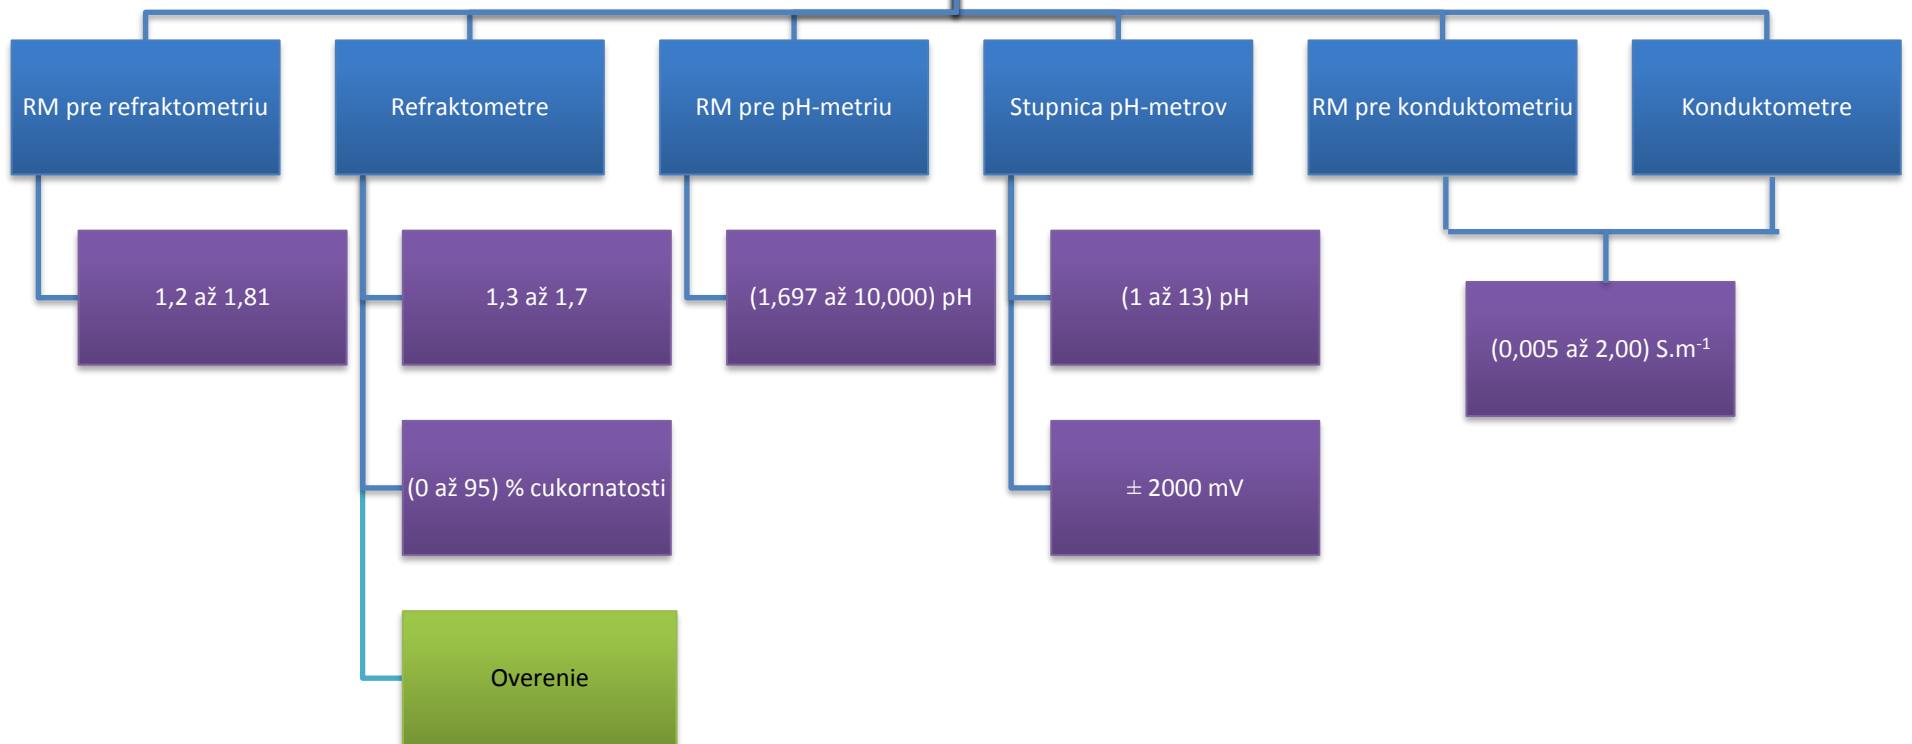 RM pre refraktometriu
Refraktometre
RM pre pH-metriu
Stupnica pH-metrov
RM pre konduktometriu
Konduktometre
1,2 až 1,81
1,3 až 1,7
(1,697 až 10,000) pH
(1 až 13) pH
(0,005 až 2,00) S.m⁻¹
(0 až 95) % cukornatosti
± 2000 mV
Overenie